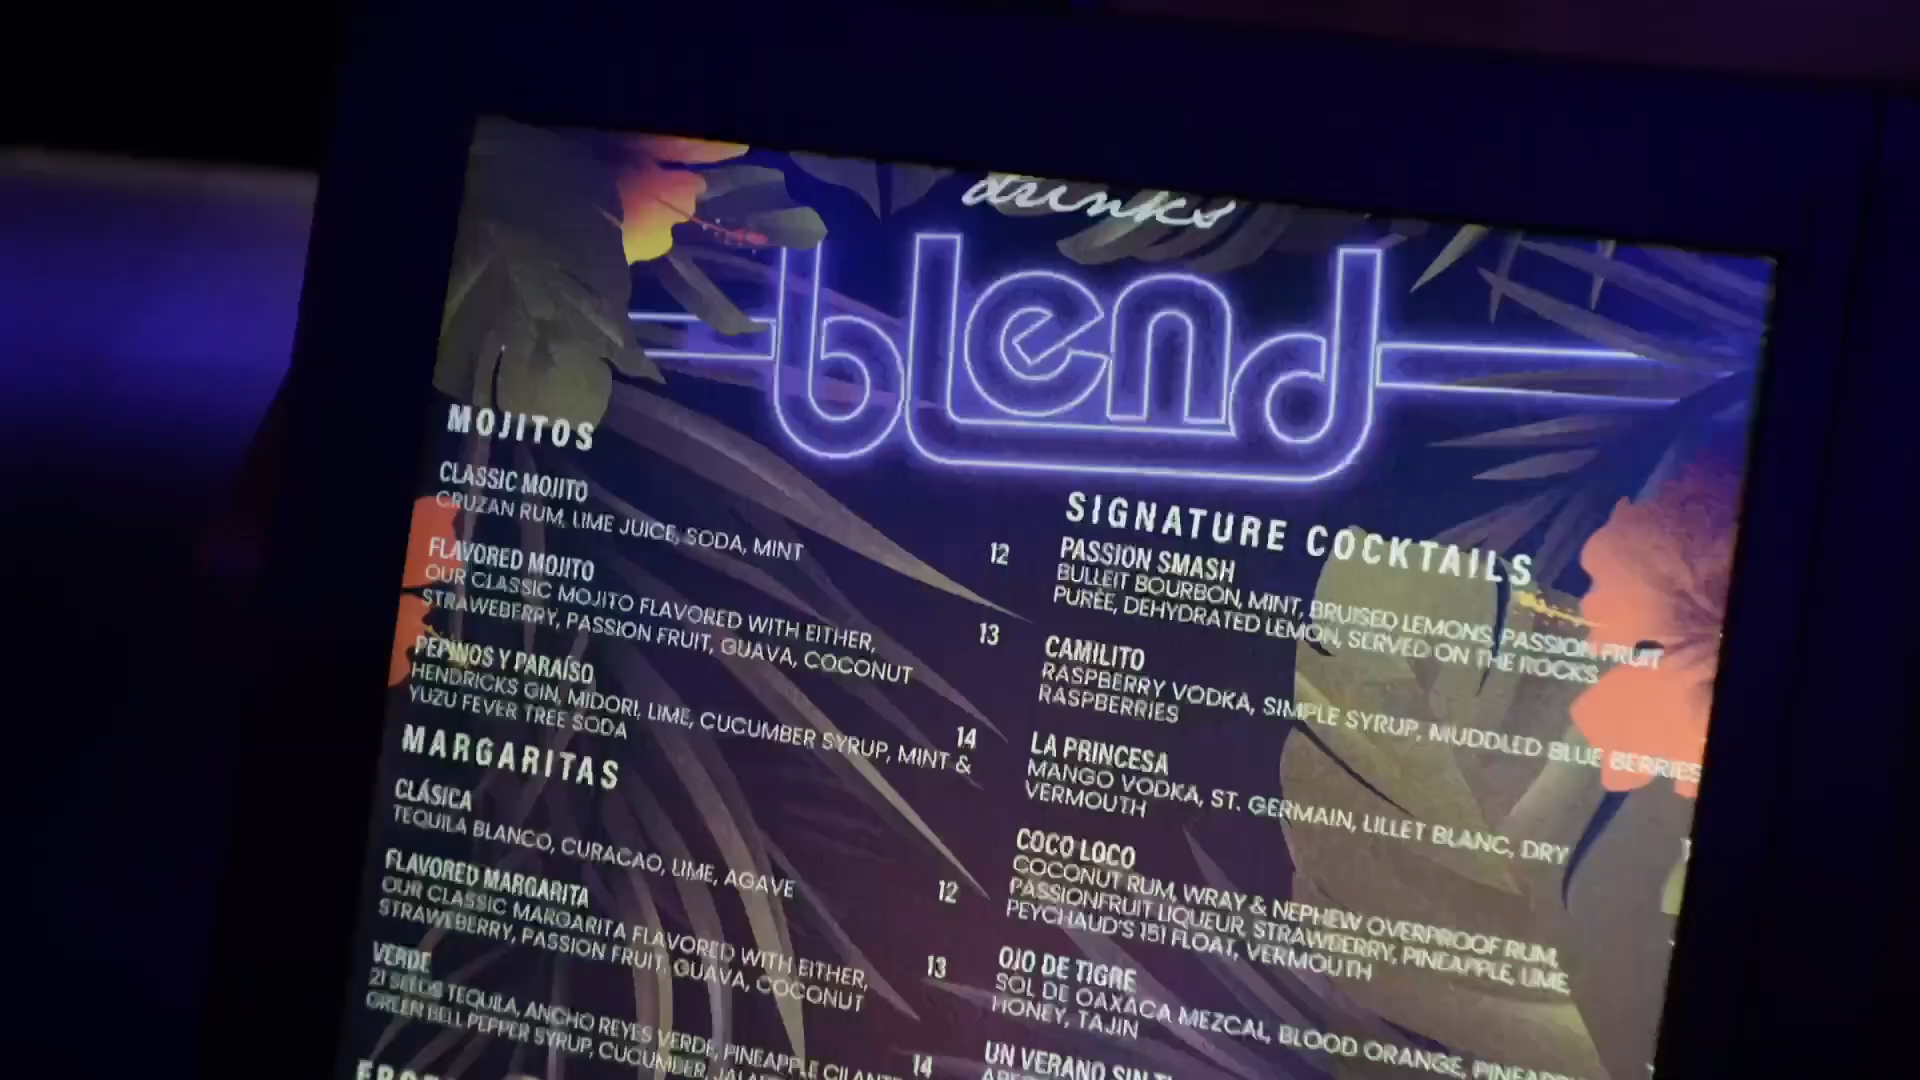 drinks
blend
MOJITOS
CLASSIC MOJITO
CRUZAN RUM, LIME JUICE, SODA, MINT
12
FLAVORED MOJITO
OUR CLASSIC MOJITO FLAVORED WITH EITHER,
STRAWEBERRY, PASSION FRUIT, GUAVA, COCONUT
13
PEPINOS Y PARAÍSO
HENDRICKS GIN, MIDORI, LIME, CUCUMBER SYRUP, MINT &
YUZU FEVER TREE SODA
14
MARGARITAS
CLÁSICA
TEQUILA BLANCO, CURACAO, LIME, AGAVE
12
FLAVORED MARGARITA
OUR CLASSIC MARGARITA FLAVORED WITH EITHER,
STRAWEBERRY, PASSION FRUIT, GUAVA, COCONUT
13
VERDE
21 SEEDS TEQUILA, ANCHO REYES VERDE, PINEAPPLE
GREEN BELL PEPPER SYRUP, CUCUMBER,
14
SIGNATURE COCKTAILS
PASSION SMASH
BULLEIT BOURBON, MINT, BRUISED LEMONS, PASSION FRUIT
PURÉE, DEHYDRATED LEMON, SERVED ON THE ROCKS
CAMILITO
RASPBERRY VODKA, SIMPLE SYRUP, MUDDLED BLUE BERRIES
RASPBERRIES
LA PRINCESA
MANGO VODKA, ST. GERMAIN, LILLET BLANC, DRY
VERMOUTH
COCO LOCO
COCONUT RUM, WRAY & NEPHEW OVERPROOF RUM,
PASSIONFRUIT LIQUEUR, STRAWBERRY, PINEAPPLE, LIME,
PEYCHAUD'S 151 FLOAT, VERMOUTH
OJO DE TIGRE
SOL DE OAXACA MEZCAL, BLOOD ORANGE,
HONEY, TAJIN
UN VERANO SIN